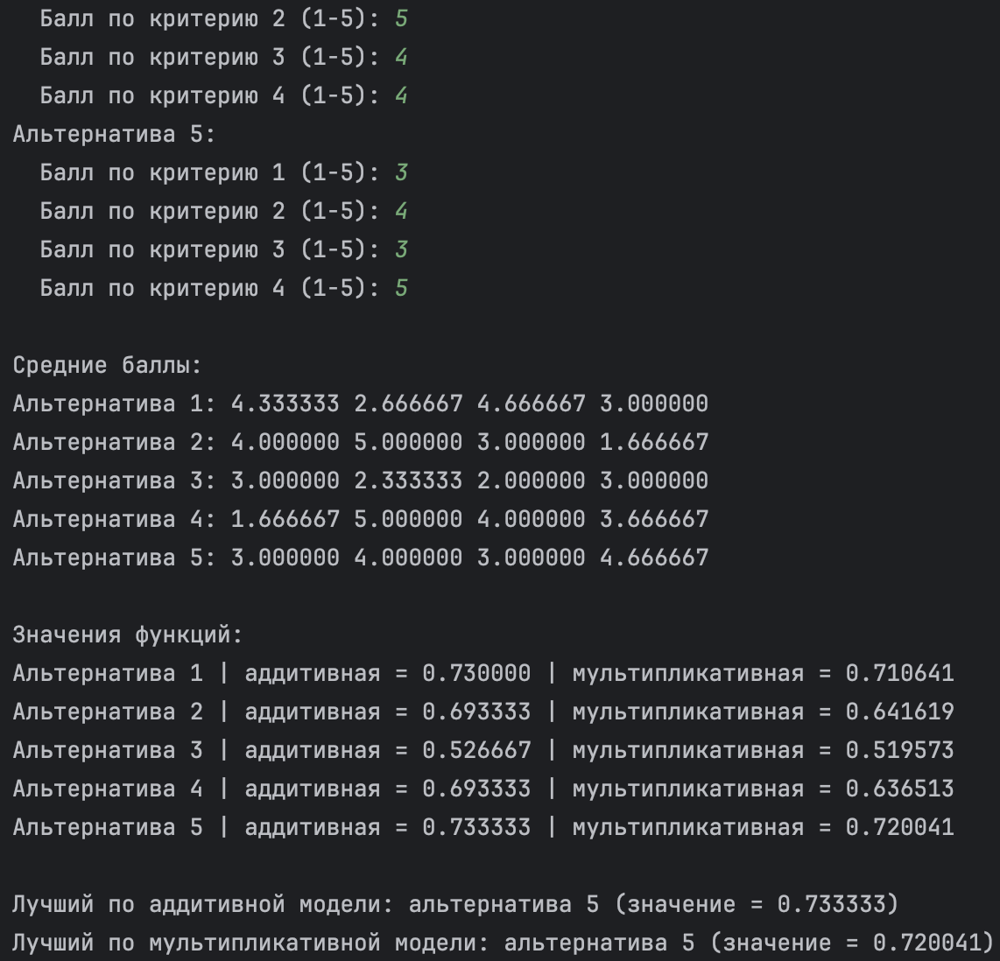 Балл по критерию 2 (1-5): 5
Балл по критерию 3 (1-5): 4
Балл по критерию 4 (1-5): 4
Альтернатива 5:
Балл по критерию 1 (1-5): 3
Балл по критерию 2 (1-5): 4
Балл по критерию 3 (1-5): 3
Балл по критерию 4 (1-5): 5
Средние баллы:
Альтернатива 1: 4.333333 2.666667 4.666667 3.000000
Альтернатива 2: 4.000000 5.000000 3.000000 1.666667
Альтернатива 3: 3.000000 2.333333 2.000000 3.000000
Альтернатива 4: 1.666667 5.000000 4.000000 3.666667
Альтернатива 5: 3.000000 4.000000 3.000000 4.666667
Значения функций:
Альтернатива 1 | аддитивная = 0.730000 | мультипликативная = 0.710641
Альтернатива 2 | аддитивная = 0.693333 | мультипликативная = 0.641619
Альтернатива 3 | аддитивная = 0.526667 | мультипликативная = 0.519573
Альтернатива 4 | аддитивная = 0.693333 | мультипликативная = 0.636513
Альтернатива 5 | аддитивная = 0.733333 | мультипликативная = 0.720041
Лучший по аддитивной модели: альтернатива 5 (значение = 0.733333)
Лучший по мультипликативной модели: альтернатива 5 (значение = 0.720041)